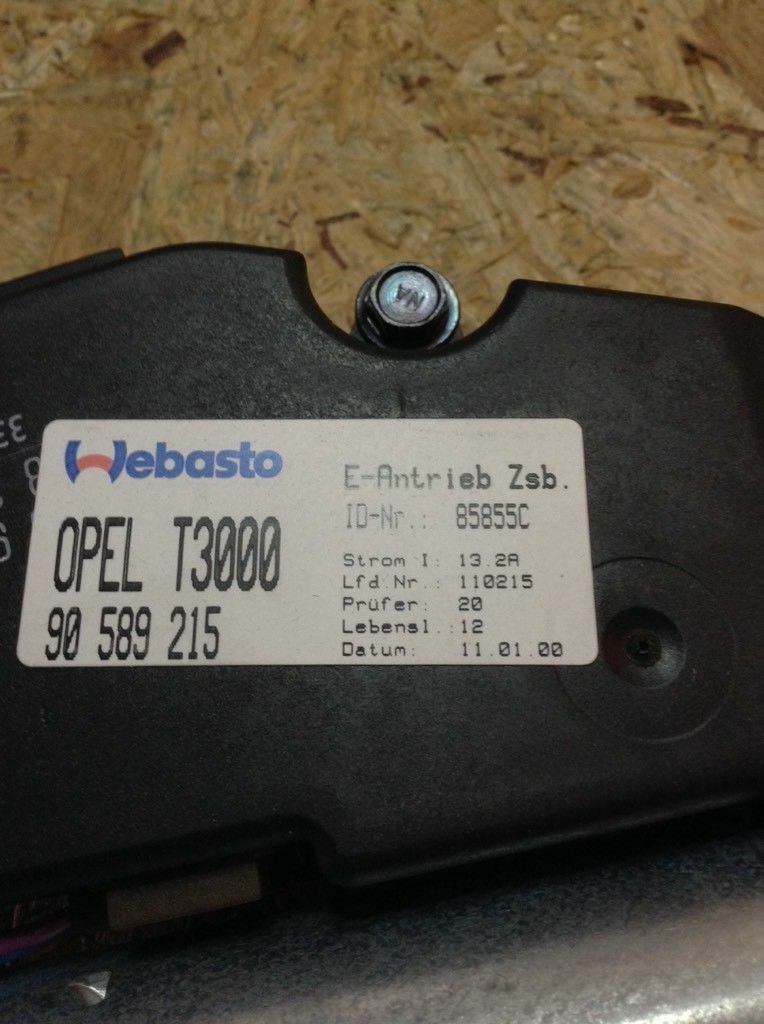 NA
Webasto
OPEL T3000
90 589 215
E-Antrieb Zsb.
ID-Nr.: 85855C
Strom I: 13.2A
Lfd.Nr.: 110215
Prüfer: 20
Lebensl.:12
Datum: 11.01.00